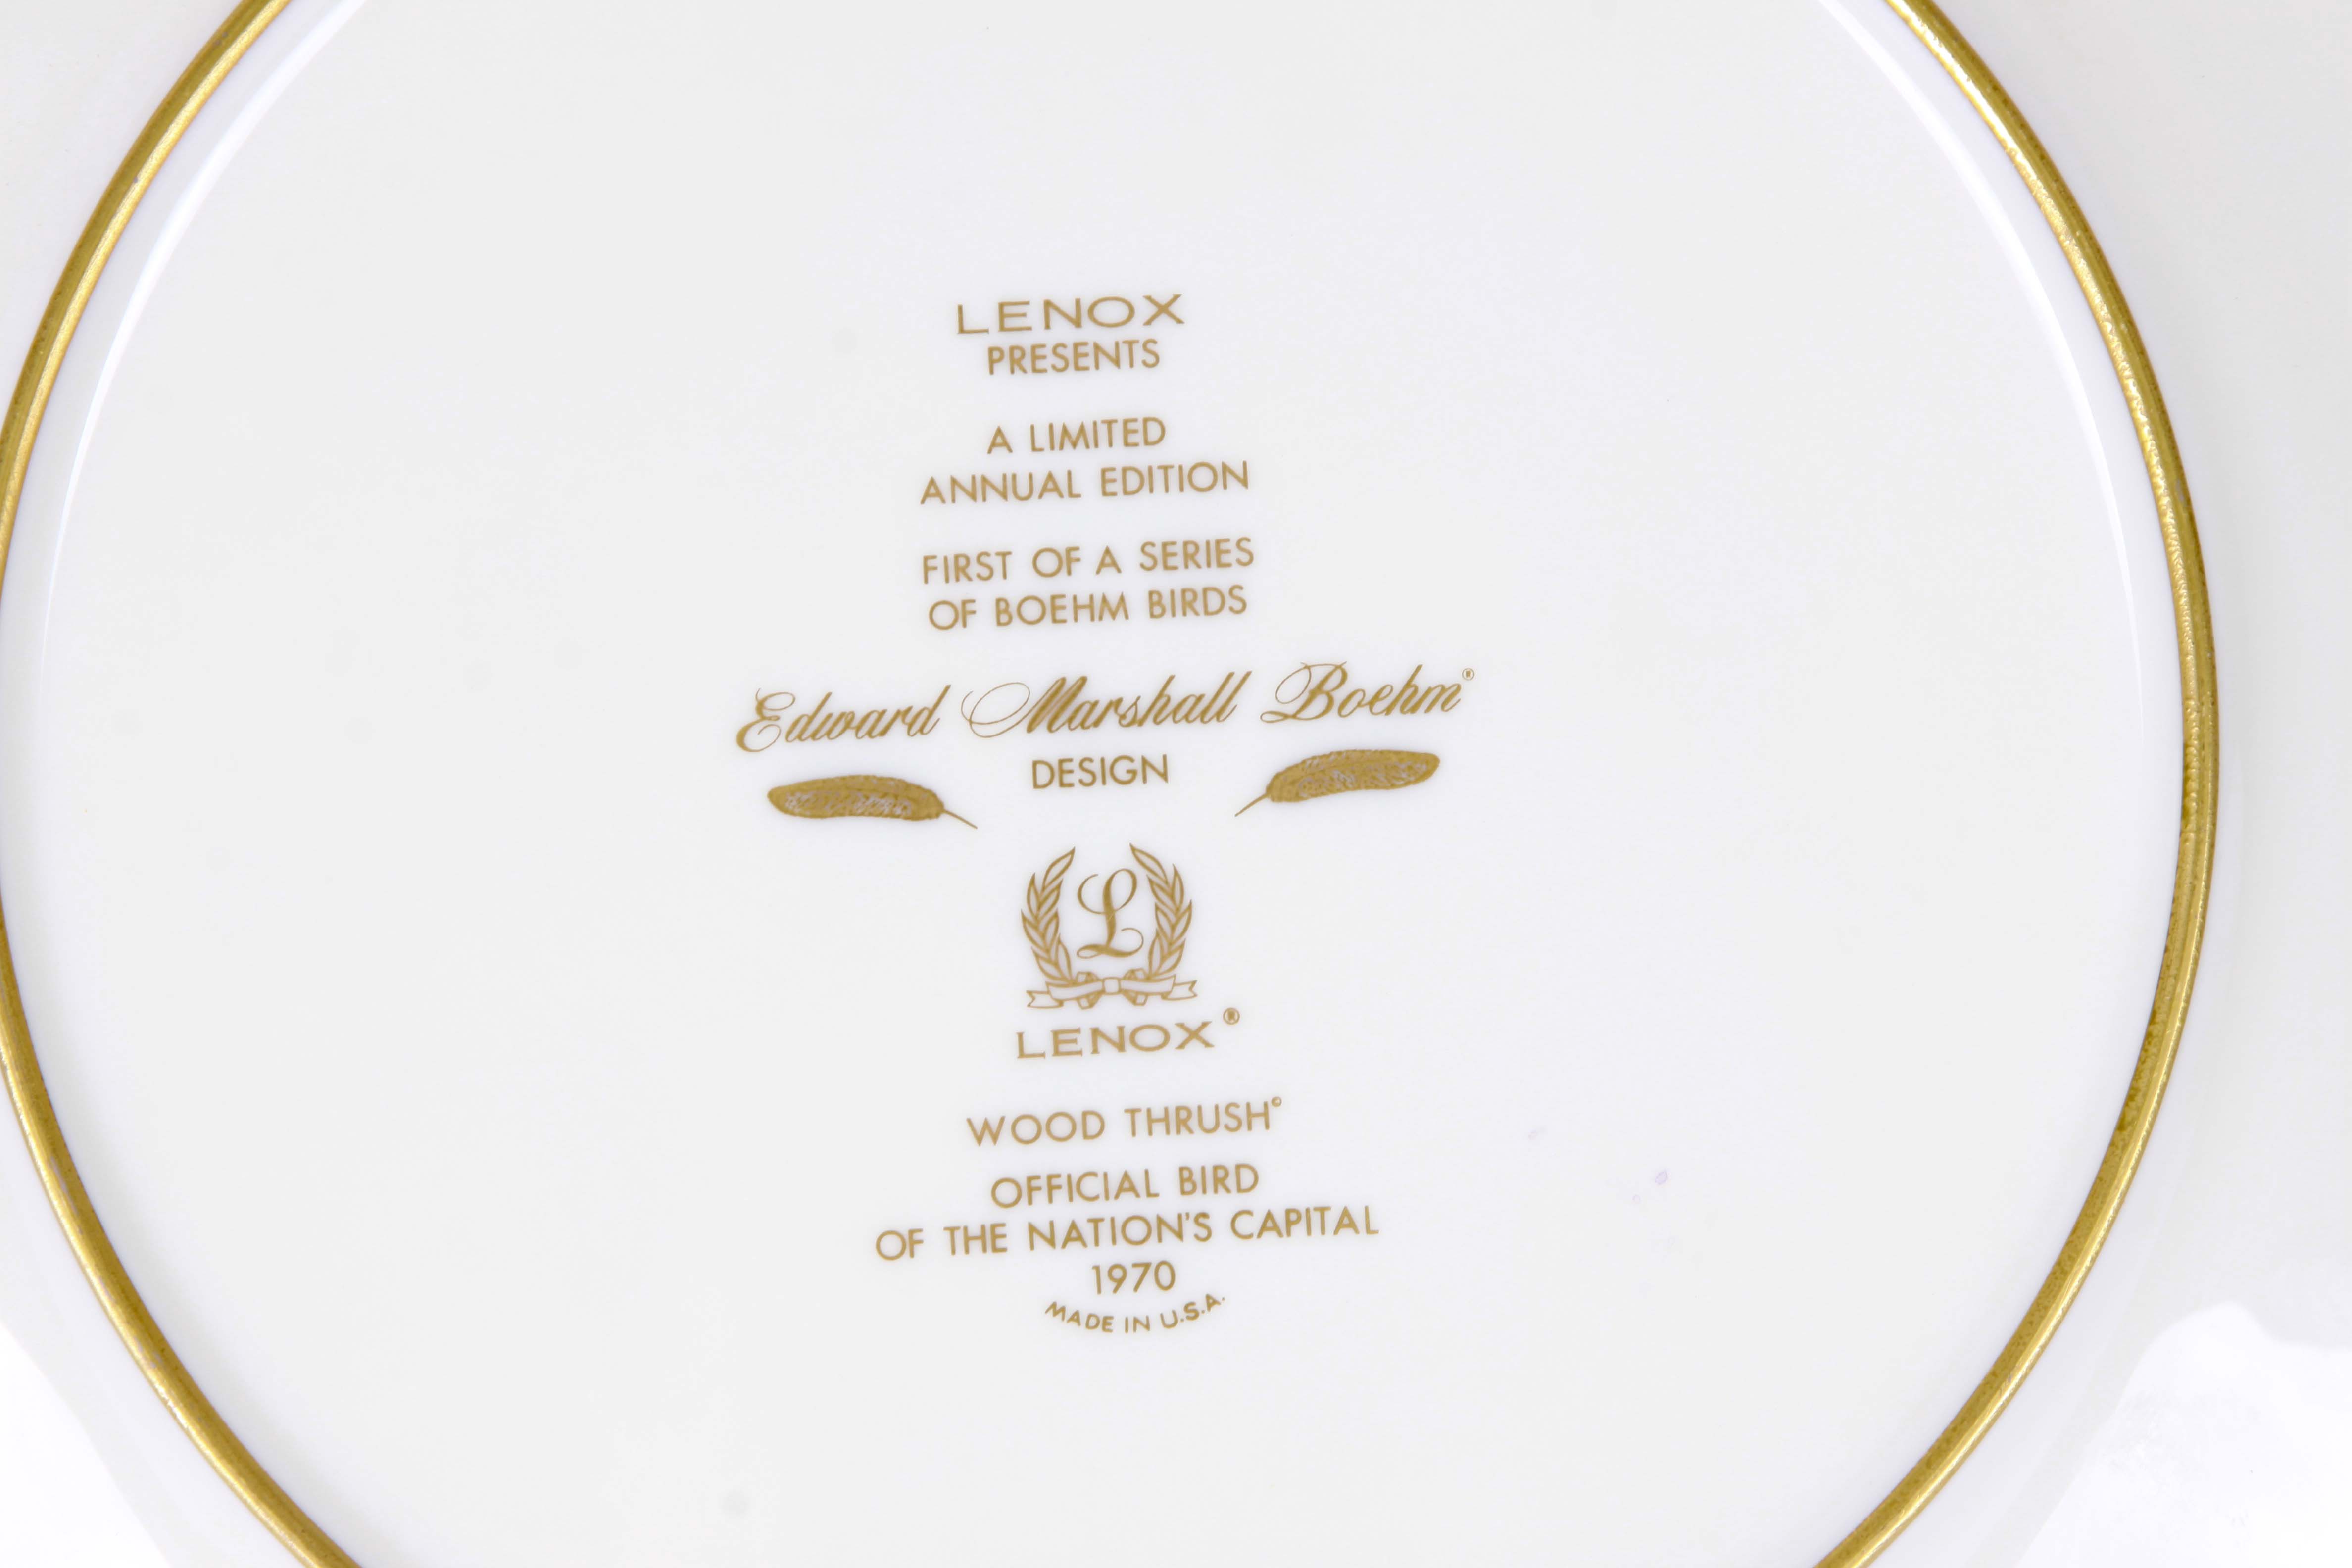 LENOX
PRESENTS
A LIMITED
ANNUAL EDITION
FIRST OF A SERIES
OF BOEHM BIRDS
Edward Marshall Boehm®
DESIGN
L
LENOX®
WOOD THRUSH©
OFFICIAL BIRD
OF THE NATION'S CAPITAL
1970
MADE IN U.S.A.